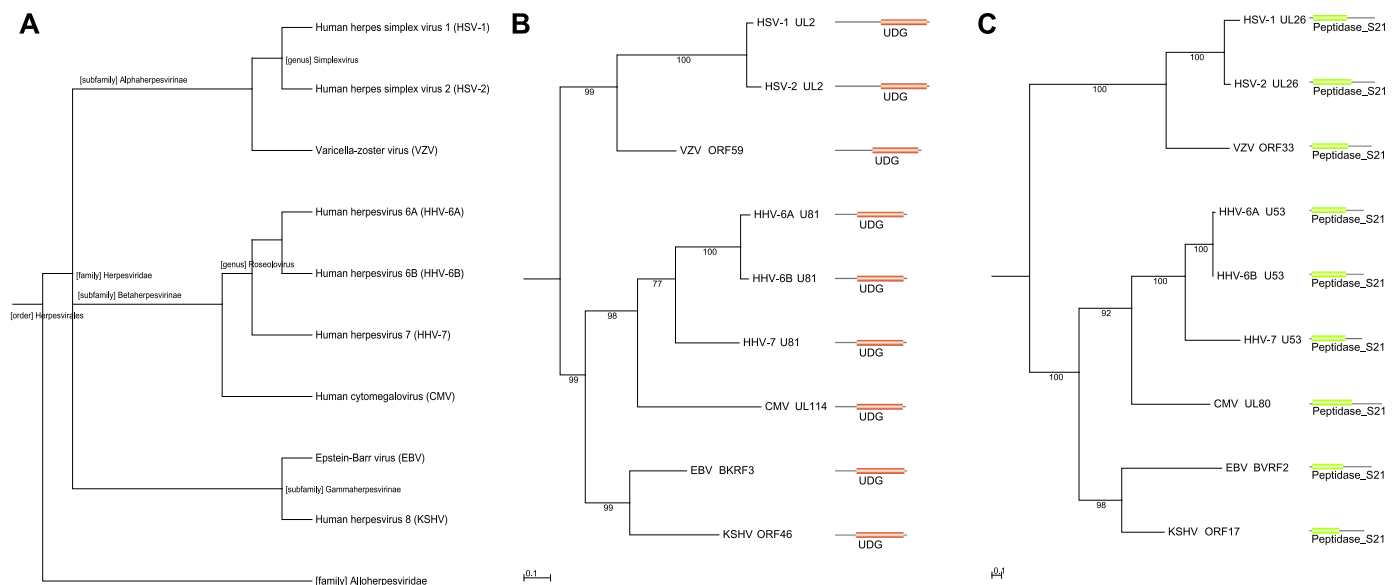 A
Human herpes simplex virus 1 (HSV-1)
[genus] Simplexvirus
[subfamily] Alphaherpesvirinae
Human herpes simplex virus 2 (HSV-2)
Varicella-zoster virus (VZV)
Human herpesvirus 6A (HHV-6A)
[genus] Roseolovirus
[family] Herpesviridae
Human herpesvirus 6B (HHV-6B)
[subfamily] Betaherpesvirinae
[order] Herpesvirales
Human herpesvirus 7 (HHV-7)
Human cytomegalovirus (CMV)
Epstein-Barr virus (EBV)
[subfamily] Gammaherpesvirinae
Human herpesvirus 8 (KSHV)
[family] Alloherpesviridae
B
HSV-1 UL2
UDG
100
HSV-2 UL2
99
UDG
VZV ORF59
UDG
HHV-6A U81
UDG
100
HHV-6B U81
77
UDG
98
HHV-7 U81
UDG
99
CMV UL114
UDG
EBV BKRF3
UDG
99
KSHV ORF46
UDG
0.1
C
HSV-1 UL26
Peptidase_S21
100
HSV-2 UL26
Peptidase_S21
100
VZV ORF33
Peptidase_S21
HHV-6A U53
Peptidase_S21
100
HHV-6B U53
100
Peptidase_S21
92
HHV-7 U53
Peptidase_S21
100
CMV UL80
Peptidase_S21
EBV BVRF2
Peptidase_S21
98
KSHV ORF17
Peptidase_S21
0.1